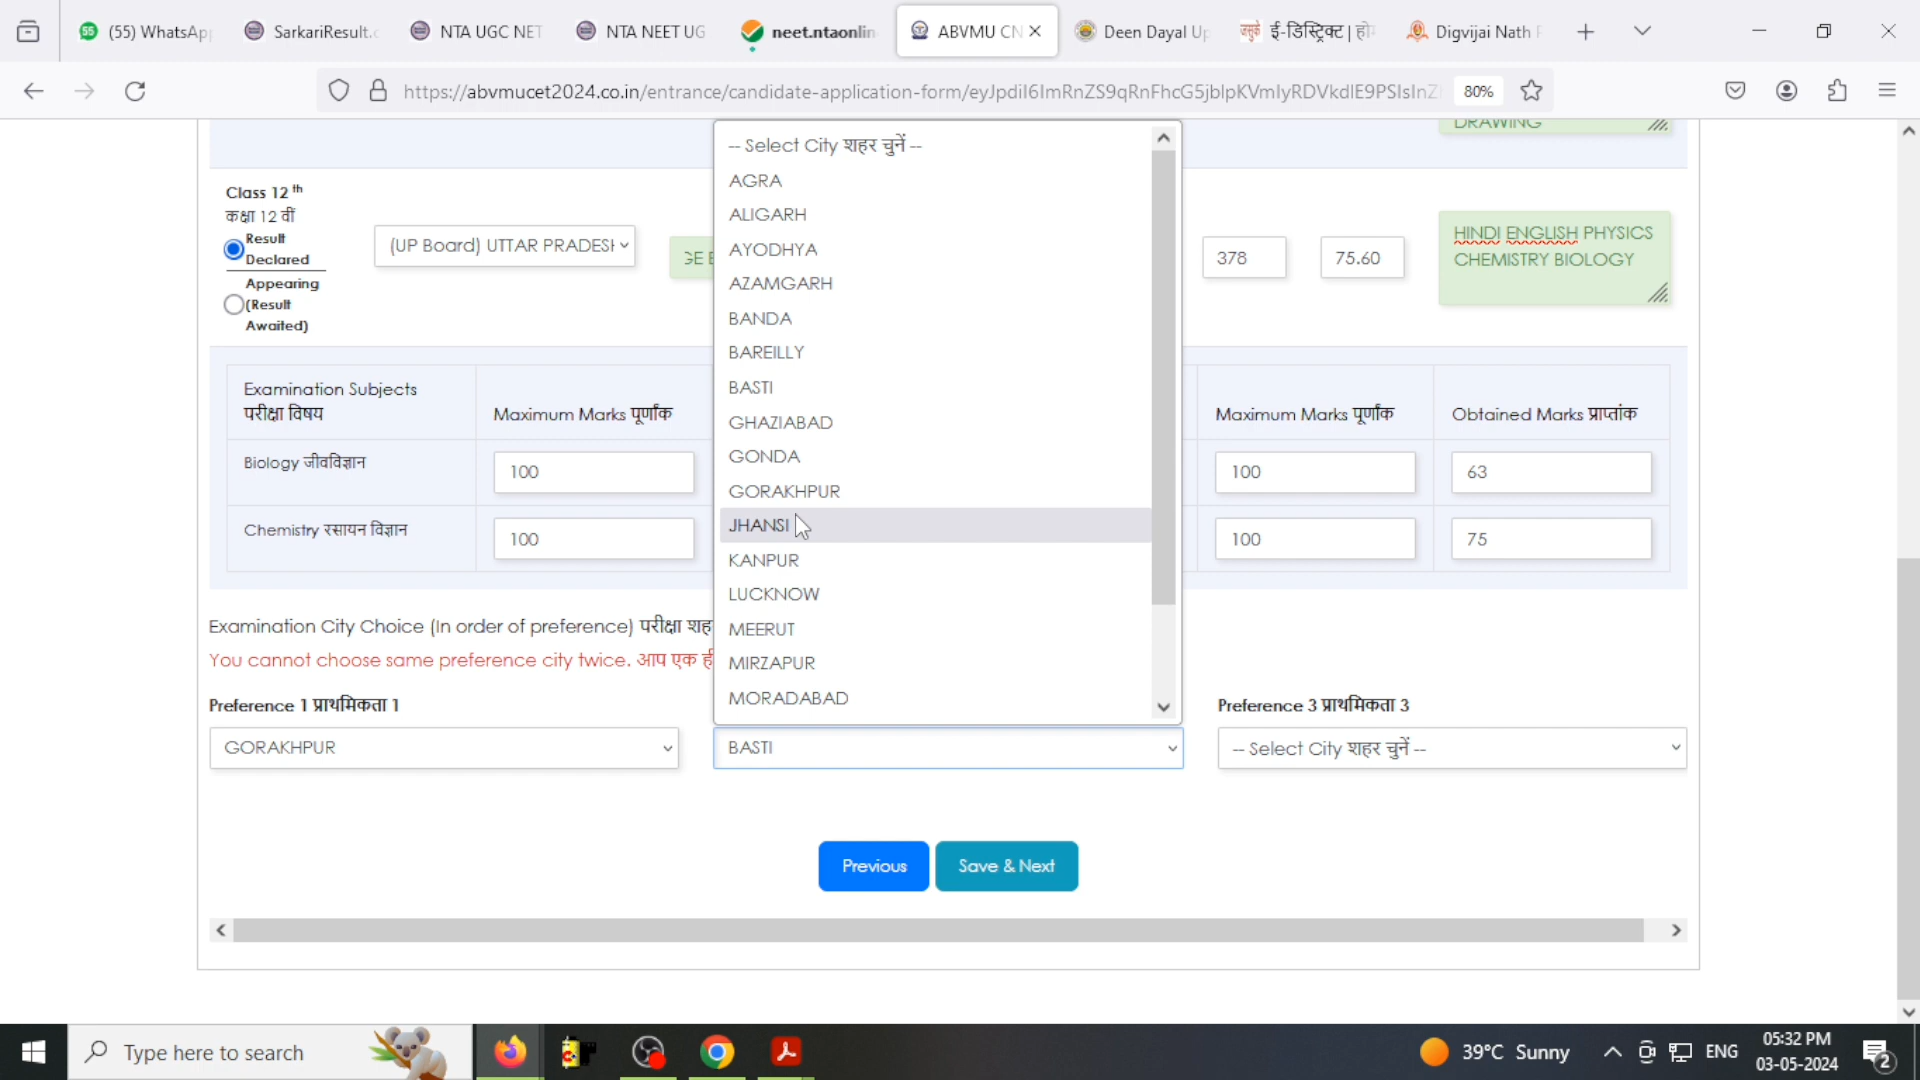 (55) WhatsApp
SarkariResult.c
NTA UGC NET
NTA NEET UG
neet.ntaonlin
ABVMU CN
Deen Dayal Up
ई-डिस्ट्रिक्ट | हो
Digvijai Nath P
https://abvmucet2024.co.in/entrance/candidate-application-form/
80%
DRAWING
Class 12 th
कक्षा 12 वीं
Result
Declared
Appearing
(Result
Awaited)
(UP Board) UTTAR PRADESH
GE B
378
75.60
HINDI ENGLISH PHYSICS
CHEMISTRY BIOLOGY
-- Select City शहर चुनें --
AGRA
ALIGARH
AYODHYA
AZAMGARH
BANDA
BAREILLY
BASTI
GHAZIABAD
GONDA
GORAKHPUR
JHANSI
KANPUR
LUCKNOW
MEERUT
MIRZAPUR
MORADABAD
Examination Subjects
परीक्षा विषय
Maximum Marks पूर्णांक
Maximum Marks पूर्णांक
Obtained Marks प्राप्तांक
Biology जीवविज्ञान
100
100
63
Chemistry रसायन विज्ञान
100
100
75
Examination City Choice (In order of preference) परीक्षा शह
You cannot choose same preference city twice. आप एक ही
Preference 1 प्राथमिकता 1
Preference 3 प्राथमिकता 3
GORAKHPUR
BASTI
-- Select City शहर चुनें --
Previous
Save & Next
Type here to search
39°C Sunny
ENG
05:32 PM
03-05-2024
2